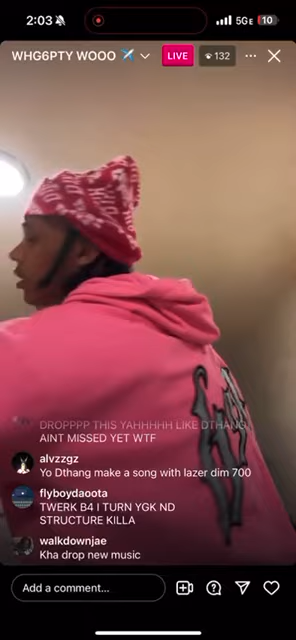 2:03
5GE
10
WHG6PTY WOOO
LIVE
132
DROPPPP THIS YAHHHHH LIKE DTHANG
AINT MISSED YET WTF
alvzzgz
Yo Dthang make a song with lazer dim 700
flyboydaoota
TWERK B4 I TURN YGK ND
STRUCTURE KILLA
walkdownjae
Kha drop new music
Add a comment...